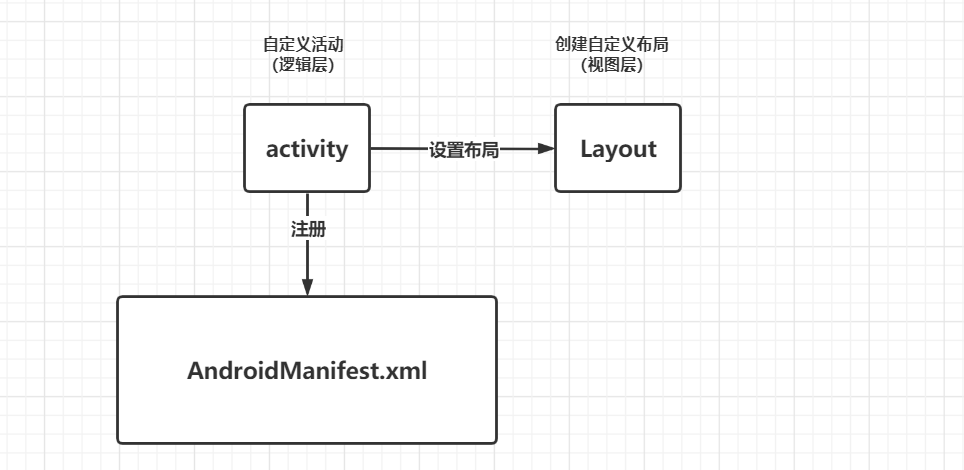 自定义活动
（逻辑层）
创建自定义布局
（视图层）
activity
设置布局
Layout
注册
AndroidManifest.xml